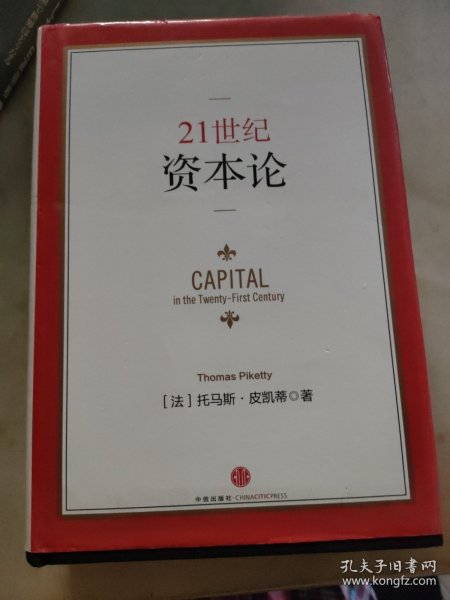 21世纪
资本论
CAPITAL
in the Twenty-First Century
Thomas Piketty
[法]托马斯·皮凯蒂◎著
中信出版社·CHINACITICPRESS
孔夫子旧书网
www.kongfz.com